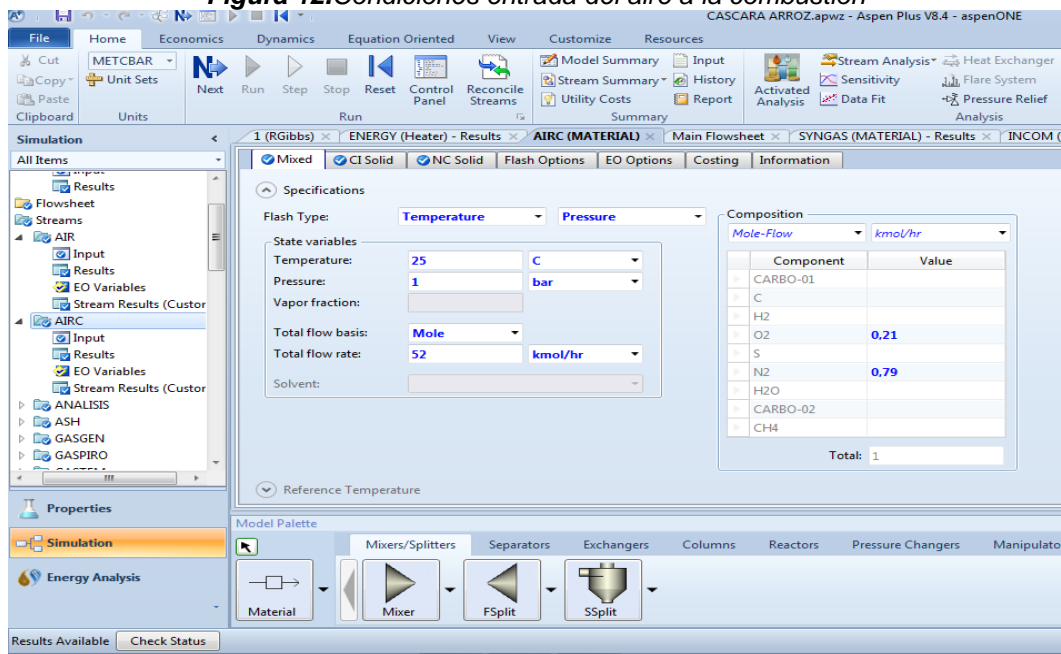 Figura 12.Condiciones entrada del aire a la combustión
CASCARA ARROZ.apwz - Aspen Plus V8.4 - aspenONE
File Home Economics Dynamics Equation Oriented View Customize Resources
Cut METCBAR Model Summary Input Stream Analysis Heat Exchanger
Copy Unit Sets Next Run Step Stop Reset Control Panel Reconcile Streams Stream Summary History Activated Analysis Sensitivity Flare System
Paste Utility Costs Report Data Fit Pressure Relief
Clipboard Units Run Summary Analysis
Simulation < 1 (RGibbs) ENERGY (Heater) - Results AIRC (MATERIAL) Main Flowsheet SYNGAS (MATERIAL) - Results INCOM (
All Items Mixed CI Solid NC Solid Flash Options EO Options Costing Information
Results
Flowsheet
Streams
AIR
Input
Results
EO Variables
Stream Results (Custor
AIRC
Input
Results
EO Variables
Stream Results (Custor
ANALISIS
ASH
GASGEN
GASPIRO
Specifications
Flash Type: Temperature Pressure
State variables
Temperature: 25 C
Pressure: 1 bar
Vapor fraction:
Total flow basis: Mole
Total flow rate: 52 kmol/hr
Solvent:
Reference Temperature
Composition
Mole-Flow kmol/hr
Component Value
CARBO-01
C
H2
O2 0,21
S
N2 0,79
H2O
CARBO-02
CH4
Total: 1
Properties
Simulation
Energy Analysis
Model Palette
Mixers/Splitters Separators Exchangers Columns Reactors Pressure Changers Manipulato
Material Mixer FSplit SSplit
Results Available Check Status